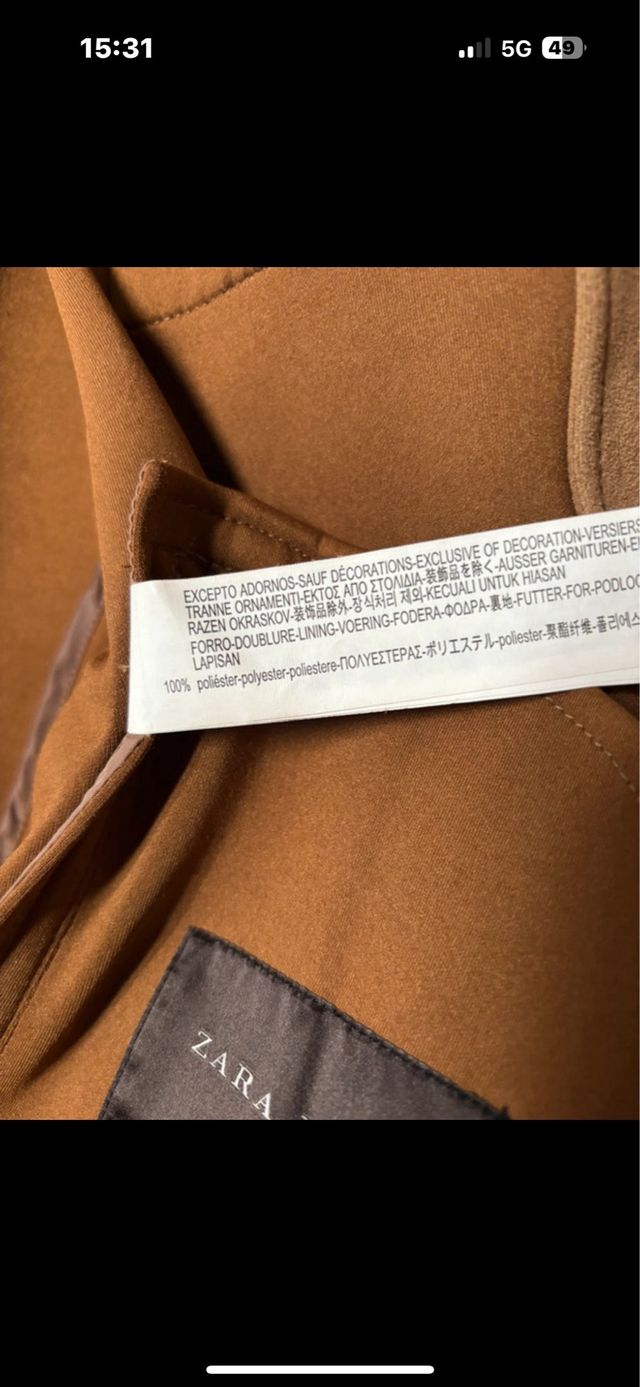 15:31
5G 49
EXCEPTO ADORNOS-SAUF DÉCORATIONS-EXCLUSIVE OF DECORATION-VERSIERS
TRANNE ORNAMENTI-ΕΚΤΟΣ ΑΠΟ ΣΤΟΛΙΔΙΑ-装飾品を除く-AUSSER GARNITUREN-E
RAZEN OKRASKOV-装饰品除外-장식처리 제외-KECUALI UNTUK HIASAN
FORRO-DOUBLURE-LINING-VOERING-FODERA-ΦΟΔΡΑ-裏地-FUTTER-FOR-PODLO
LAPISAN
100% poliéster-polyester-poliestere-ΠΟΛΥΕΣΤΕΡΑΣ-ポリエステル-poliester-聚酯纤维-폴리에스
ZARA